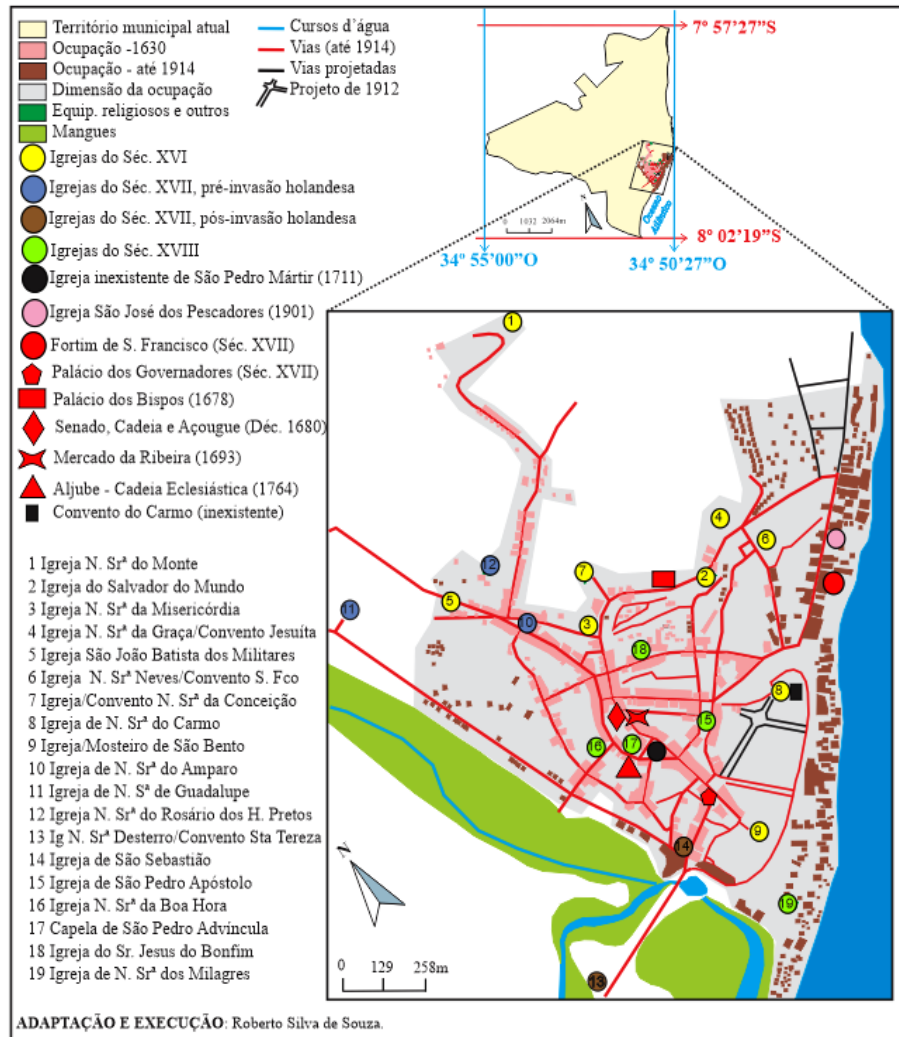 Território municipal atual
Ocupação -1630
Ocupação - até 1914
Dimensão da ocupação
Equip. religiosos e outros
Mangues
Igrejas do Séc. XVI
Igrejas do Séc. XVII, pré-invasão holandesa
Igrejas do Séc. XVII, pós-invasão holandesa
Igrejas do Séc. XVIII
Igreja inexistente de São Pedro Mártir (1711)
Igreja São José dos Pescadores (1901)
Fortim de S. Francisco (Séc. XVII)
Palácio dos Governadores (Séc. XVII)
Palácio dos Bispos (1678)
Senado, Cadeia e Açougue (Déc. 1680)
Mercado da Ribeira (1693)
Aljube - Cadeia Eclesiástica (1764)
Convento do Carmo (inexistente)
Cursos d'água
Vias (até 1914)
Vias projetadas
Projeto de 1912
7º 57'27"S
Oceano
Atlântico
N
0 1032 2064m
8º 02'19"S
34º 55'00"O
34º 50'27"O
1 Igreja N. Srª do Monte
2 Igreja do Salvador do Mundo
3 Igreja N. Srª da Misericórdia
4 Igreja N. Srª da Graça/Convento Jesuíta
5 Igreja São João Batista dos Militares
6 Igreja N. Srª Neves/Convento S. Fco
7 Igreja/Convento N. Srª da Conceição
8 Igreja de N. Srª do Carmo
9 Igreja/Mosteiro de São Bento
10 Igreja de N. Srª do Amparo
11 Igreja de N. Sª de Guadalupe
12 Igreja N. Srª do Rosário dos H. Pretos
13 Ig N. Srª Desterro/Convento Sta Tereza
14 Igreja de São Sebastião
15 Igreja de São Pedro Apóstolo
16 Igreja N. Srª da Boa Hora
17 Capela de São Pedro Advíncula
18 Igreja do Sr. Jesus do Bonfim
19 Igreja de N. Srª dos Milagres
1
4
6
12
7
2
5
11
10
3
18
8
15
16
17
14
9
19
13
N
0 129 258m
ADAPTAÇÃO E EXECUÇÃO: Roberto Silva de Souza.